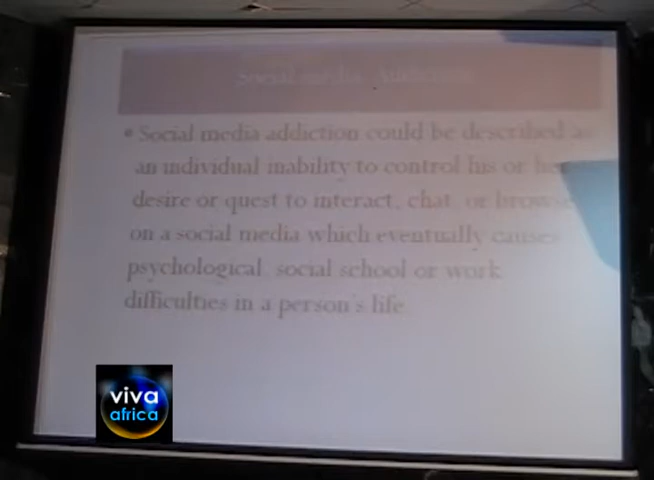 Social media Addiction
• Social media addiction could be described as
an individual inability to control his or her
desire or quest to interact, chat, or browse
on a social media which eventually causes
psychological, social school or work
difficulties in a person's life
viva
africa